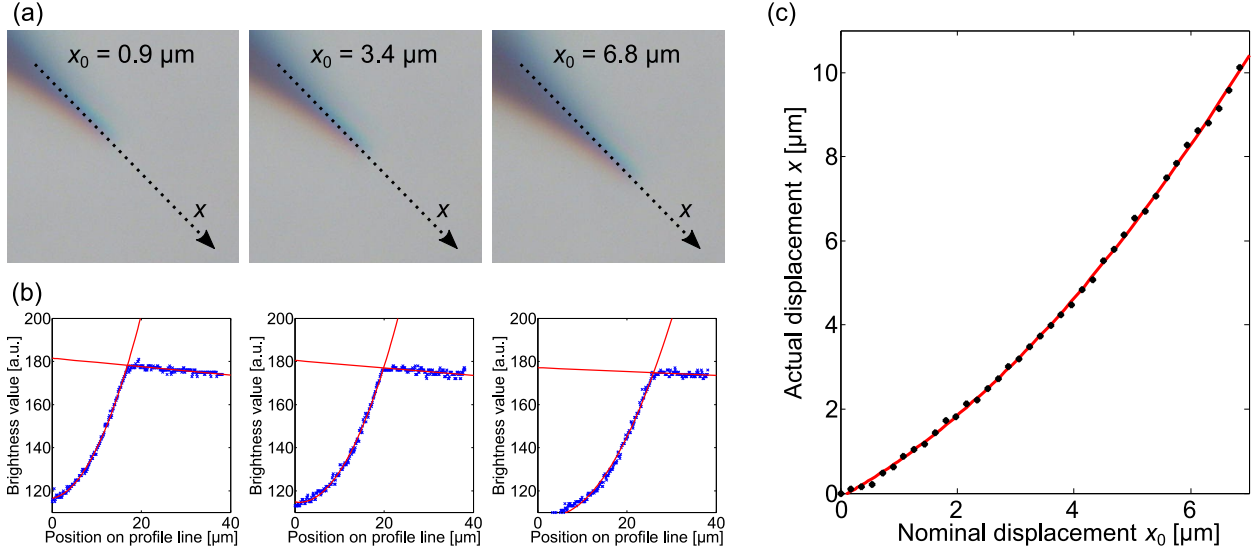 (a)
x₀ = 0.9 µm
x₀ = 3.4 µm
x₀ = 6.8 µm
x
x
x
(b)
Brightness value [a.u.]
200
180
160
140
120
0
20
40
Position on profile line [µm]
Brightness value [a.u.]
200
180
160
140
120
0
20
40
Position on profile line [µm]
Brightness value [a.u.]
200
180
160
140
120
0
20
40
Position on profile line [µm]
(c)
Actual displacement x [µm]
10
8
6
4
2
0
0
2
4
6
Nominal displacement x₀ [µm]